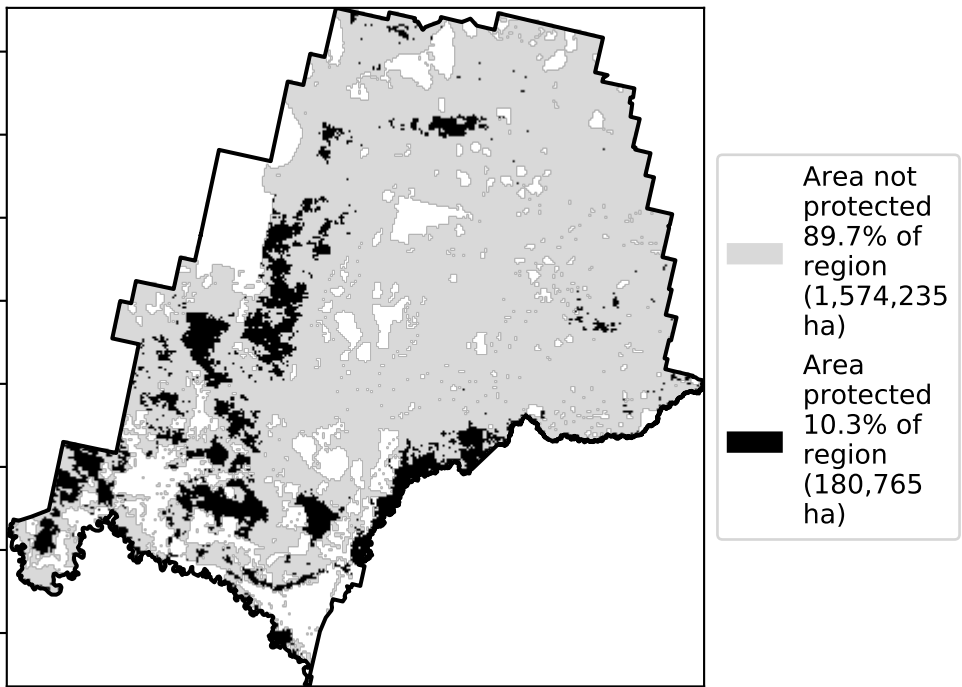 Area not
protected
89.7% of
region
(1,574,235
ha)
Area
protected
10.3% of
region
(180,765
ha)